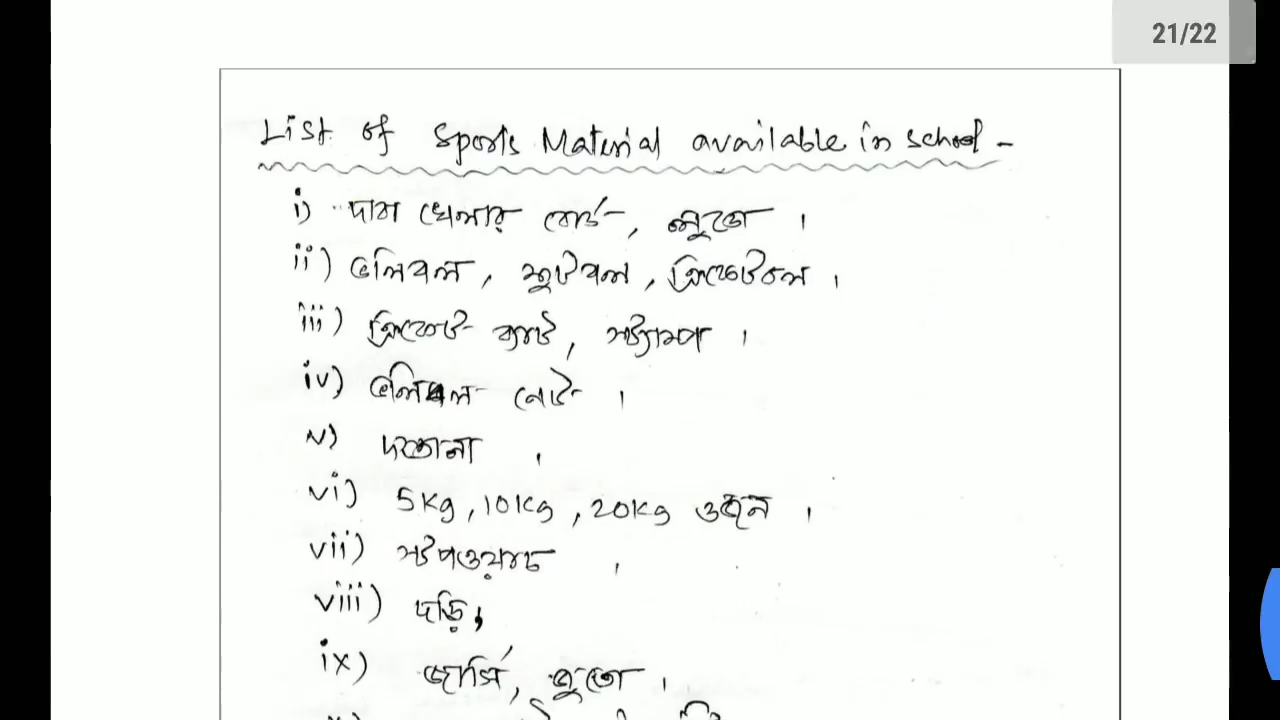 21/22
List of Sports Material available in school -
i) দাবা খেলার বোর্ড, লুডো ।
ii) ভলিবল, ফুটবল, ক্রিকেটবল ।
iii) ক্রিকেট ব্যাট, স্ট্যাম্প ।
iv) ভলিবল নেট ।
v) দস্তানা ।
vi) 5Kg, 10Kg, 20Kg ওজন ।
vii) স্টপওয়াচ ।
viii) দড়ি,
ix) জার্সি, জুতো ।